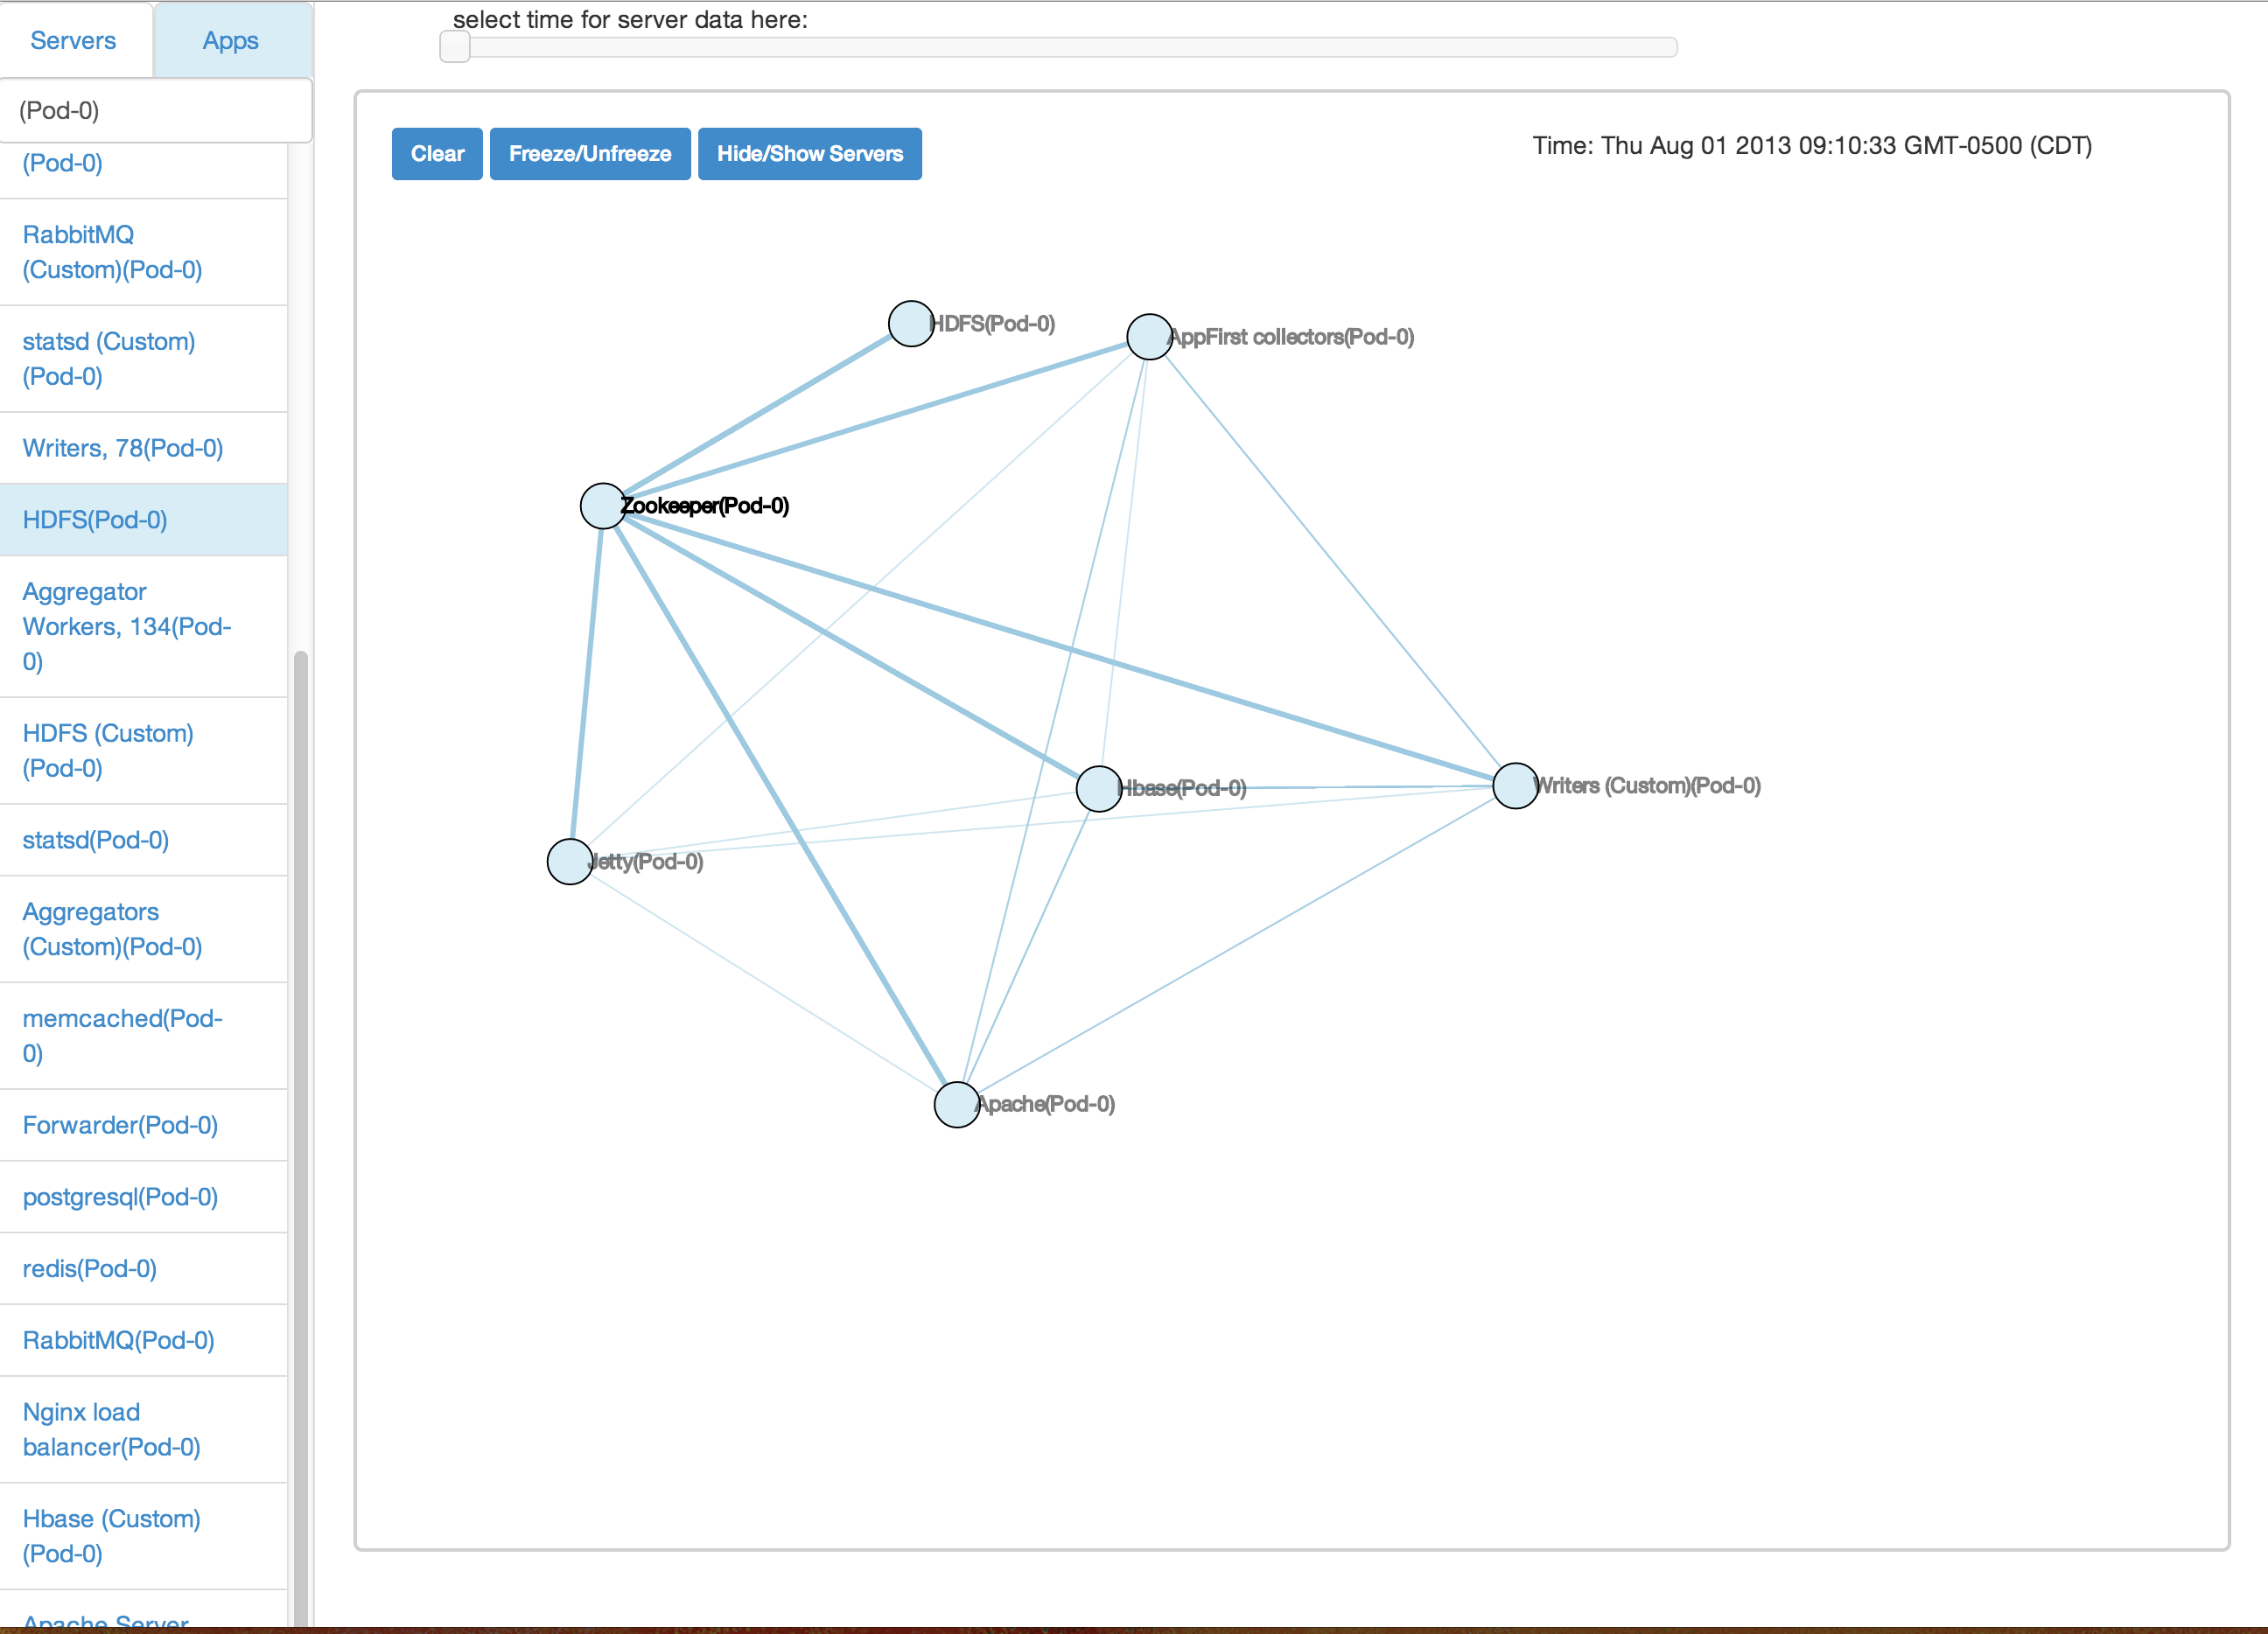 Servers
Apps
(Pod-0)
(Pod-0)
RabbitMQ
(Custom)(Pod-0)
statsd (Custom)
(Pod-0)
Writers, 78(Pod-0)
HDFS(Pod-0)
Aggregator
Workers, 134(Pod-
0)
HDFS (Custom)
(Pod-0)
statsd(Pod-0)
Aggregators
(Custom)(Pod-0)
memcached(Pod-
0)
Forwarder(Pod-0)
postgresql(Pod-0)
redis(Pod-0)
RabbitMQ(Pod-0)
Nginx load
balancer(Pod-0)
Hbase (Custom)
(Pod-0)
Apache Server
select time for server data here:
Clear
Freeze/Unfreeze
Hide/Show Servers
Time: Thu Aug 01 2013 09:10:33 GMT-0500 (CDT)
HDFS(Pod-0)
AppFirst collectors(Pod-0)
Zookeeper(Pod-0)
Hbase(Pod-0)
Writers (Custom)(Pod-0)
Jetty(Pod-0)
Apache(Pod-0)